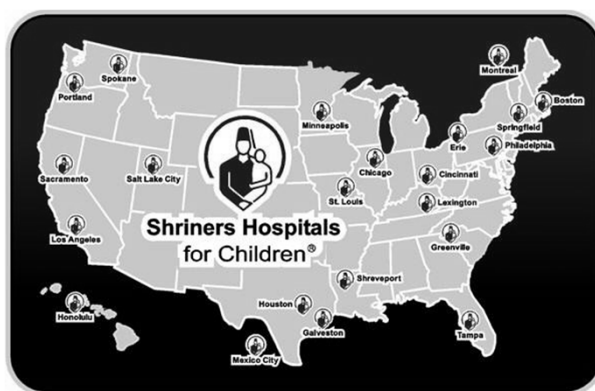 Spokane
Portland
Montreal
Boston
Minneapolis
Springfield
Erie
Philadelphia
Sacramento
Salt Lake City
Chicago
Cincinnati
St. Louis
Lexington
Shriners Hospitals
for Children®
Los Angeles
Greenville
Shreveport
Houston
Honolulu
Galveston
Tampa
Mexico City